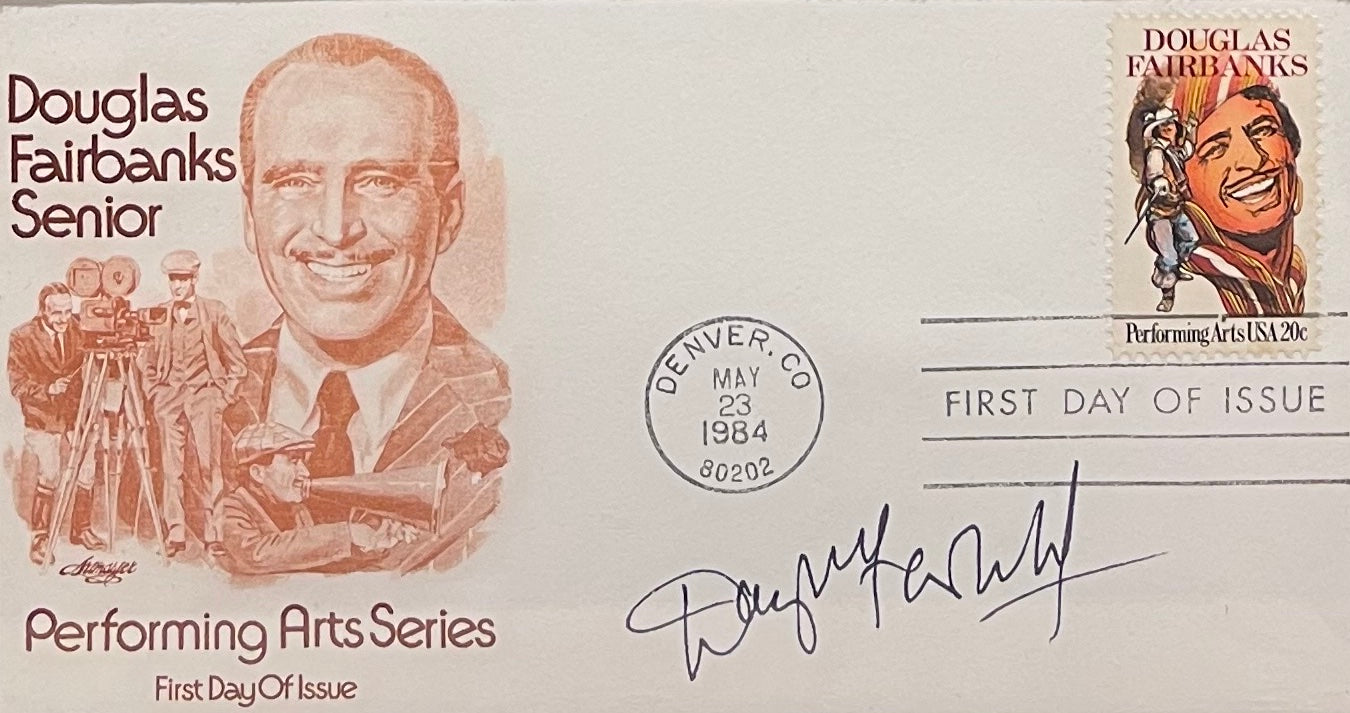 Douglas
Fairbanks
Senior
Performing Arts Series
First Day Of Issue
DOUGLAS
FAIRBANKS
Performing Arts USA 20c
DENVER, CO
MAY
23
1984
80202
FIRST DAY OF ISSUE